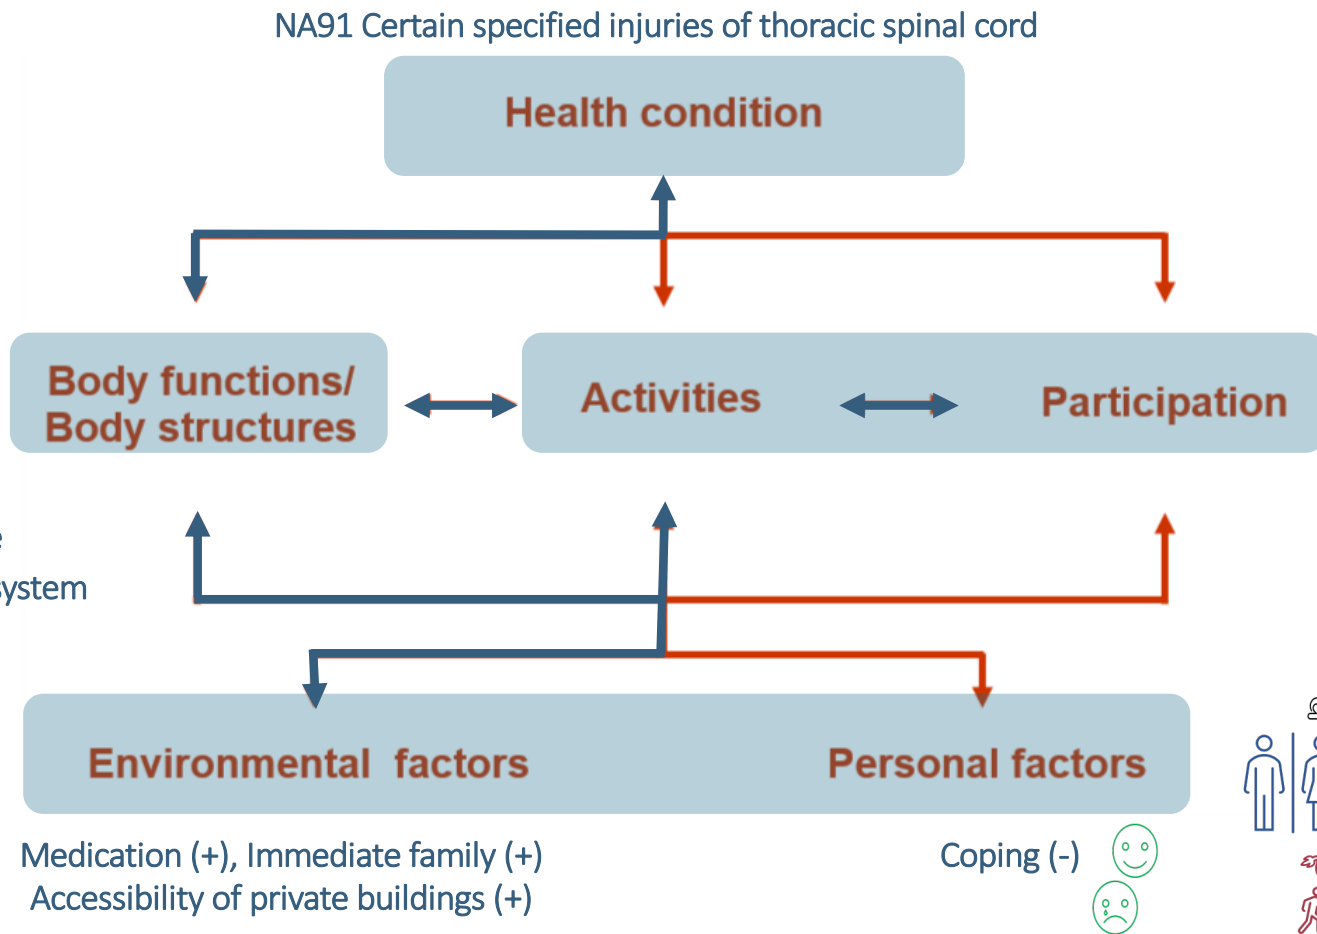 NA91 Certain specified injuries of thoracic spinal cord
Health condition
Body functions/
Body structures
Activities
Participation
system
Environmental factors
Personal factors
Medication (+), Immediate family (+)
Accessibility of private buildings (+)
Coping (-)